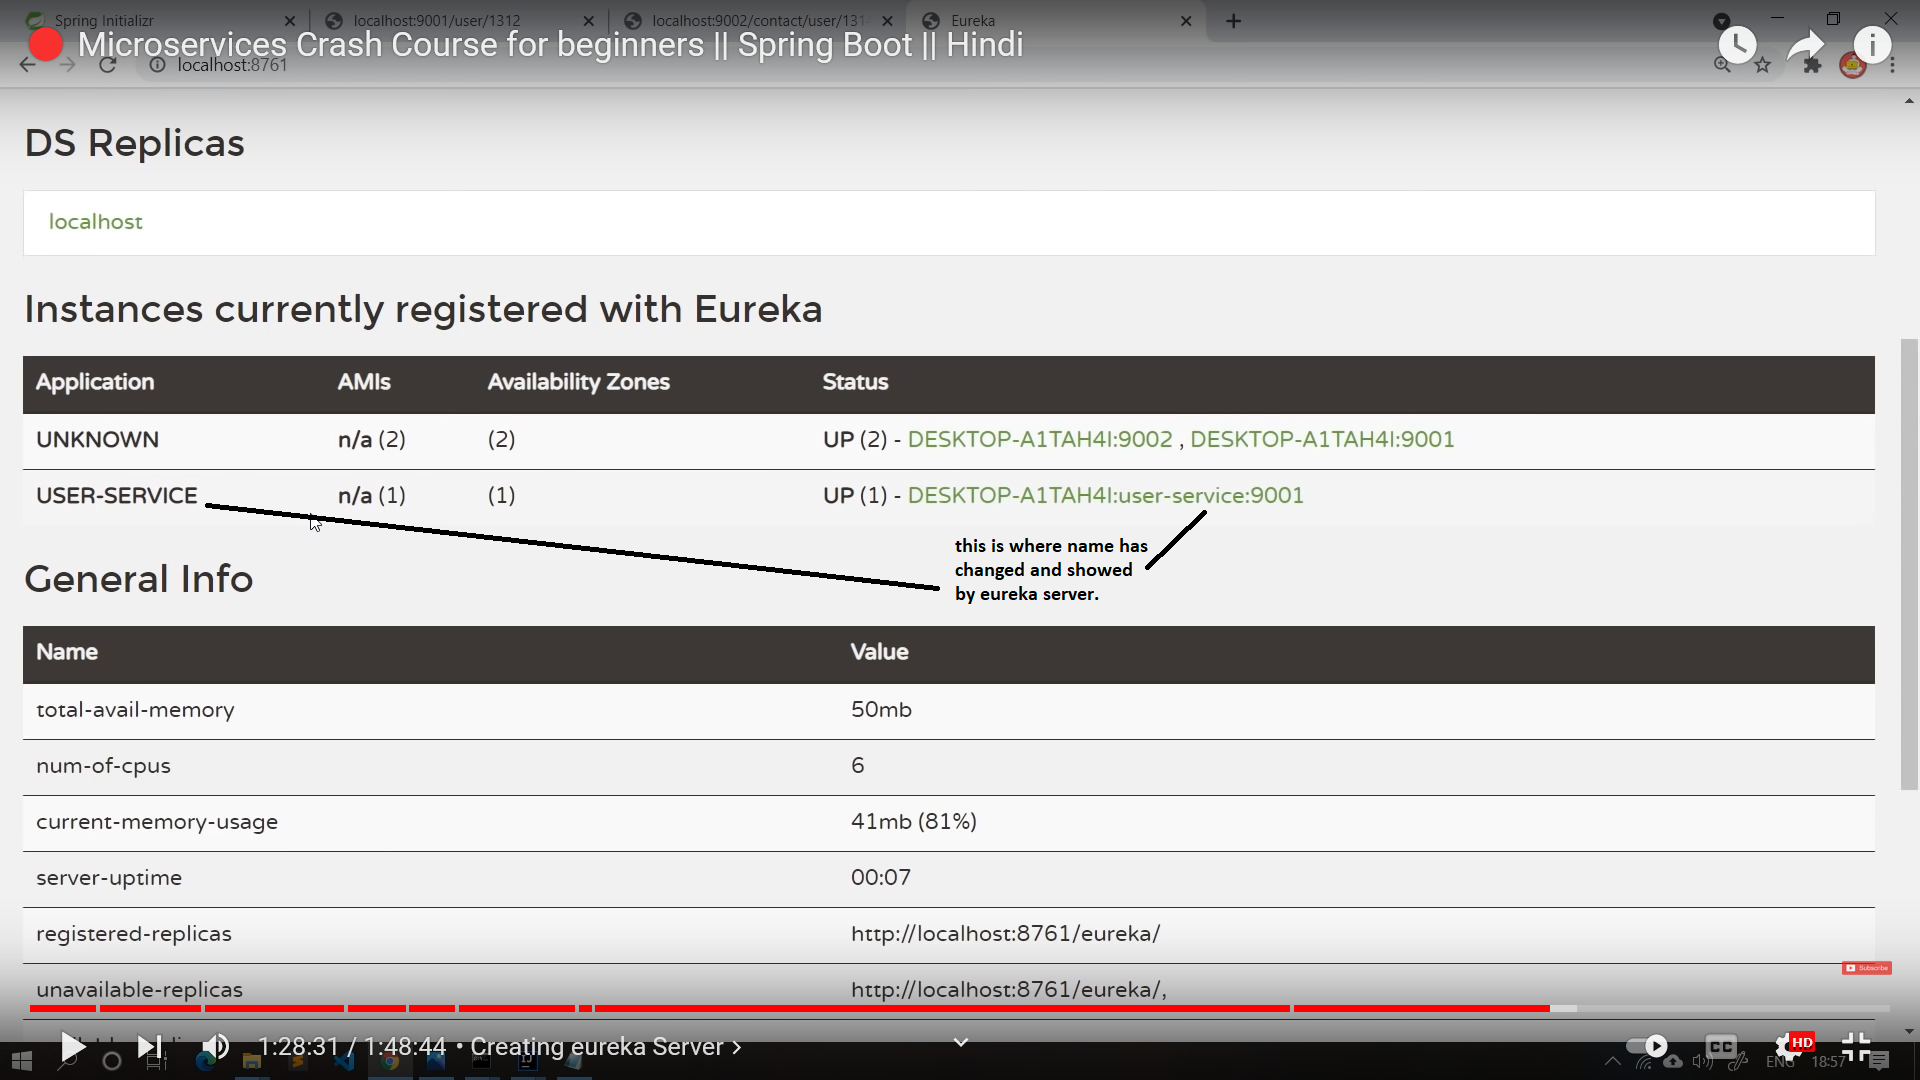 Spring Initializr
localhost:9001/user/1312
localhost:9002/contact/user/131
Eureka
Microservices Crash Course for beginners || Spring Boot || Hindi
localhost:8761
DS Replicas
localhost
Instances currently registered with Eureka
Application AMIs Availability Zones Status
UNKNOWN n/a (2) (2) UP (2) - DESKTOP-A1TAH4I:9002 , DESKTOP-A1TAH4I:9001
USER-SERVICE n/a (1) (1) UP (1) - DESKTOP-A1TAH4I:user-service:9001
this is where name has
changed and showed
by eureka server.
General Info
Name Value
total-avail-memory 50mb
num-of-cpus 6
current-memory-usage 41mb (81%)
server-uptime 00:07
registered-replicas http://localhost:8761/eureka/
Subscribe
unavailable-replicas http://localhost:8761/eureka/,
1:28:31 / 1:48:44 • Creating eureka Server
CC
HD
ENG
18:57